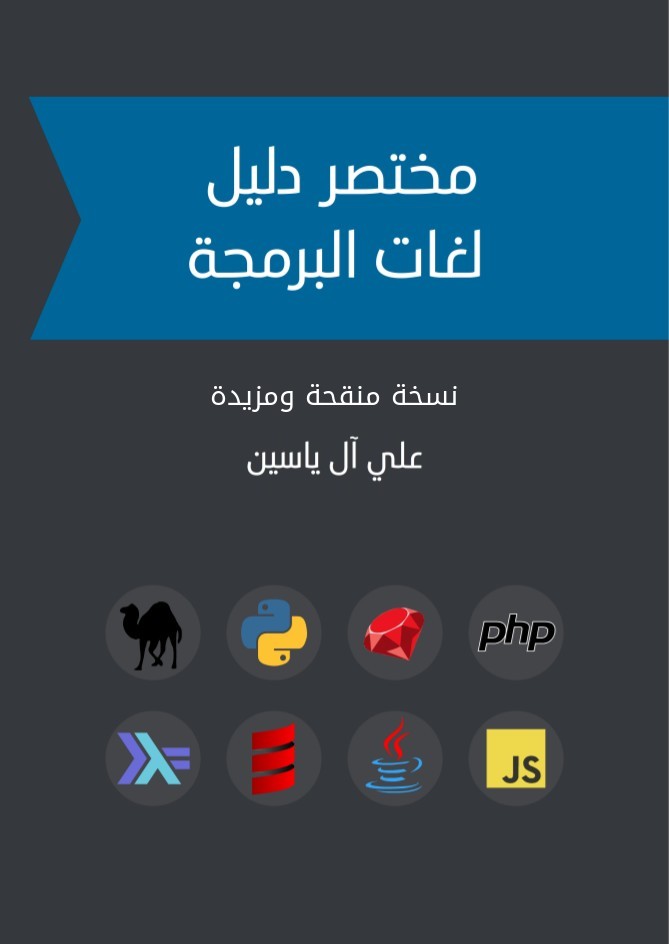 مختصر دليل
لغات البرمجة
نسخة منقحة ومزيدة
علي آل ياسين
php
JS